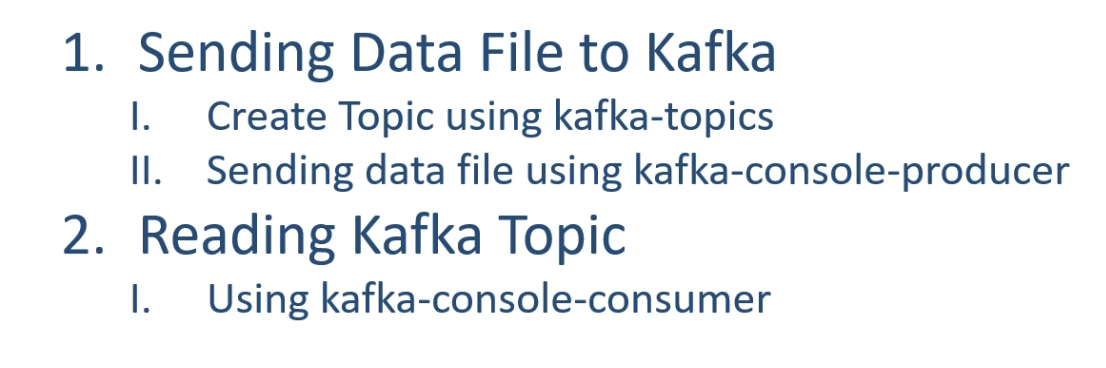 1. Sending Data File to Kafka
I. Create Topic using kafka-topics
II. Sending data file using kafka-console-producer
2. Reading Kafka Topic
I. Using kafka-console-consumer